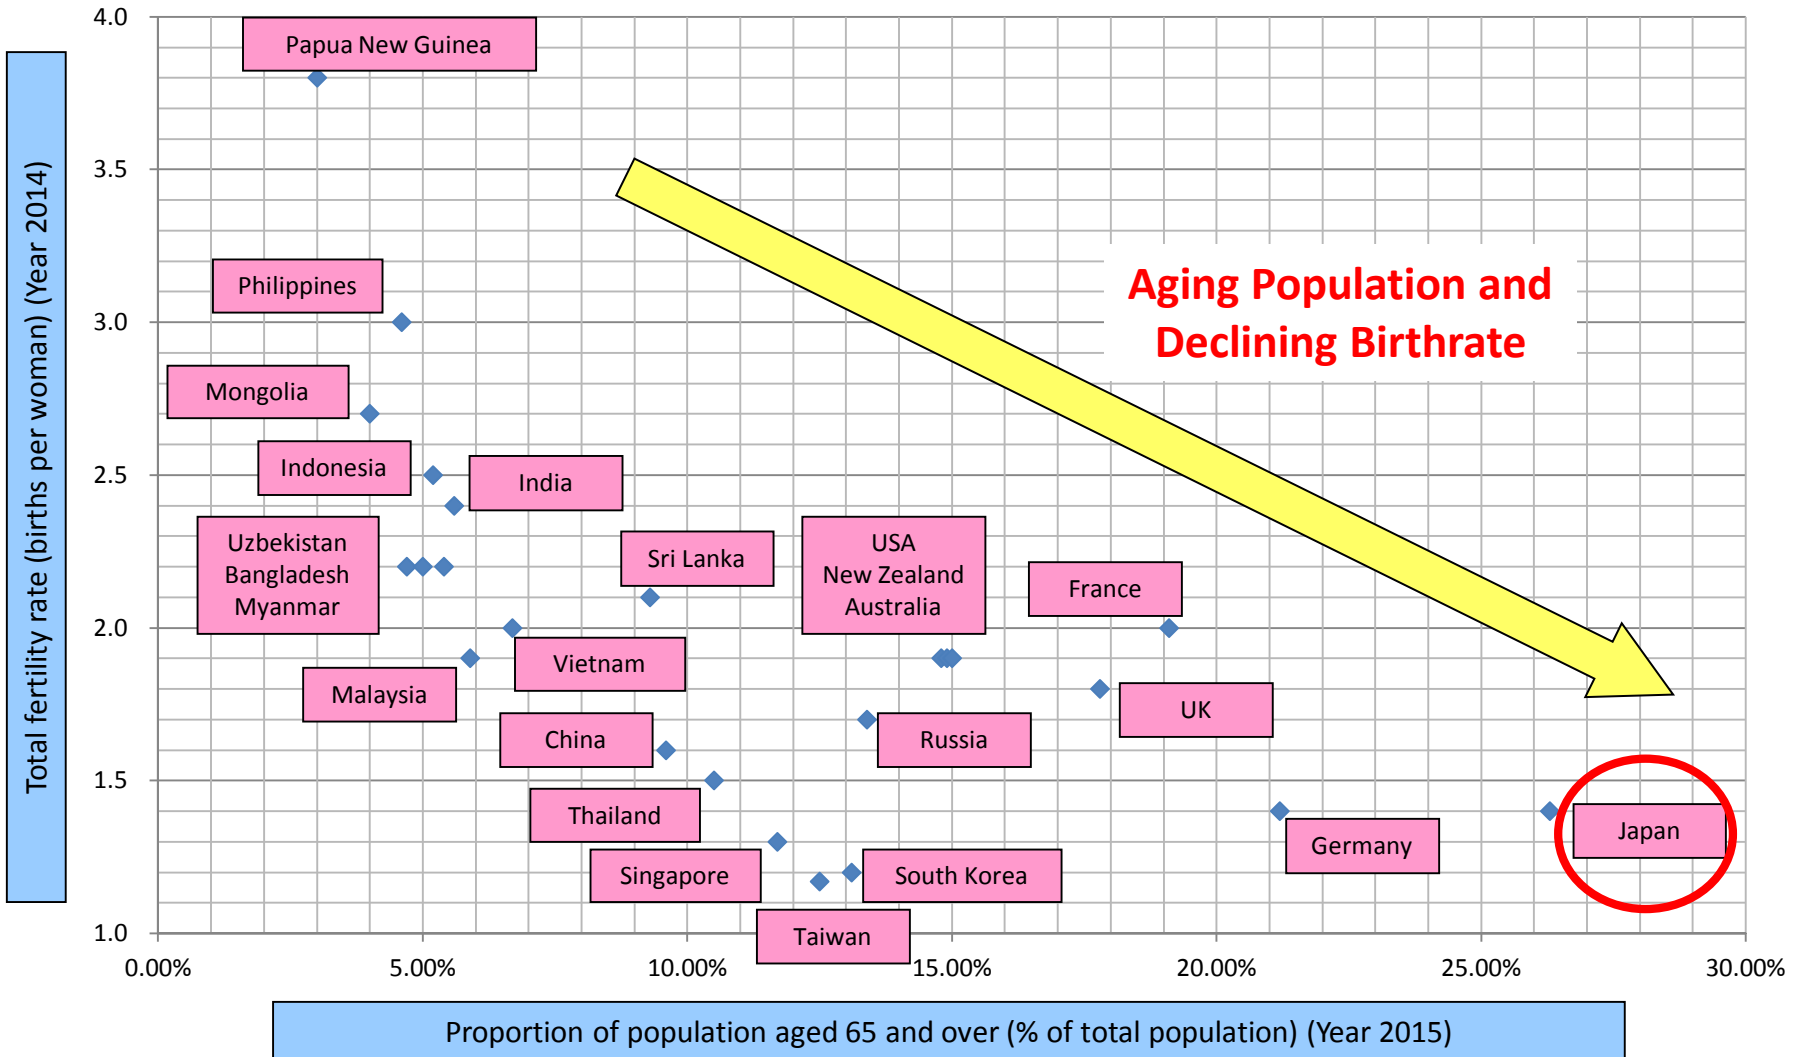 4.0
3.5
3.0
2.5
2.0
1.5
1.0
Total fertility rate (births per woman) (Year 2014)
Papua New Guinea
Philippines
Aging Population and
Declining Birthrate
Mongolia
Indonesia
India
Uzbekistan
Bangladesh
Myanmar
Sri Lanka
USA
New Zealand
Australia
France
Vietnam
Malaysia
UK
China
Russia
Thailand
Japan
Germany
Singapore
South Korea
Taiwan
0.00%
5.00%
10.00%
15.00%
20.00%
25.00%
30.00%
Proportion of population aged 65 and over (% of total population) (Year 2015)